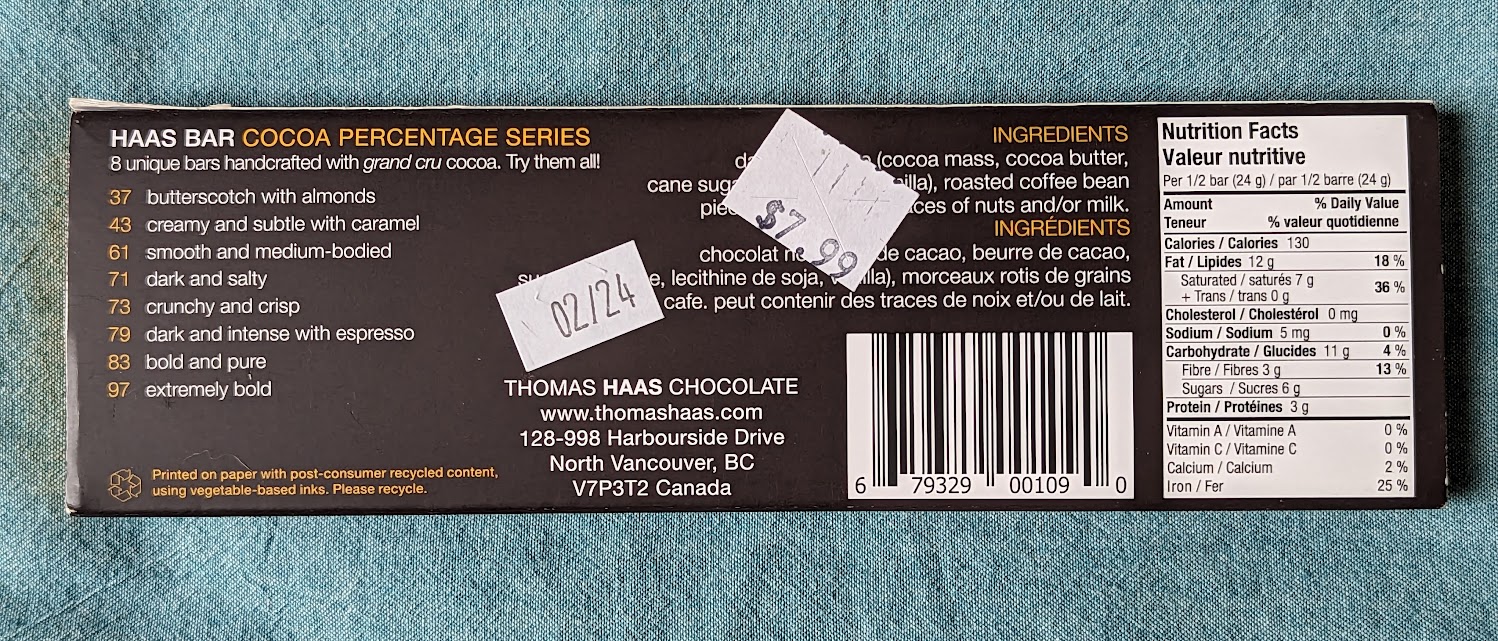 HAAS BAR COCOA PERCENTAGE SERIES
8 unique bars handcrafted with grand cru cocoa. Try them all!
37 butterscotch with almonds
43 creamy and subtle with caramel
61 smooth and medium-bodied
71 dark and salty
73 crunchy and crisp
79 dark and intense with espresso
83 bold and pure
97 extremely bold
Printed on paper with post-consumer recycled content,
using vegetable-based inks. Please recycle.
INGREDIENTS
(cocoa mass, cocoa butter,
cane roasted coffee bean
of nuts and/or milk.
INGRÉDIENTS
chocolat de cacao, beurre de cacao,
lecithine de soja, morceaux rotis de grains
cafe. peut contenir des traces de noix et/ou de lait.
$7.99
02/24
THOMAS HAAS CHOCOLATE
www.thomashaas.com
128-998 Harbourside Drive
North Vancouver, BC
V7P3T2 Canada
6 79329 00109 0
Nutrition Facts
Valeur nutritive
Per 1/2 bar (24 g) / par 1/2 barre (24 g)
Amount % Daily Value
Teneur % valeur quotidienne
Calories / Calories 130
Fat / Lipides 12 g 18 %
Saturated / saturés 7 g
+ Trans / trans 0 g 36 %
Cholesterol / Cholestérol 0 mg
Sodium / Sodium 5 mg 0 %
Carbohydrate / Glucides 11 g 4 %
Fibre / Fibres 3 g 13 %
Sugars / Sucres 6 g
Protein / Protéines 3 g
Vitamin A / Vitamine A 0 %
Vitamin C / Vitamine C 0 %
Calcium / Calcium 2 %
Iron / Fer 25 %